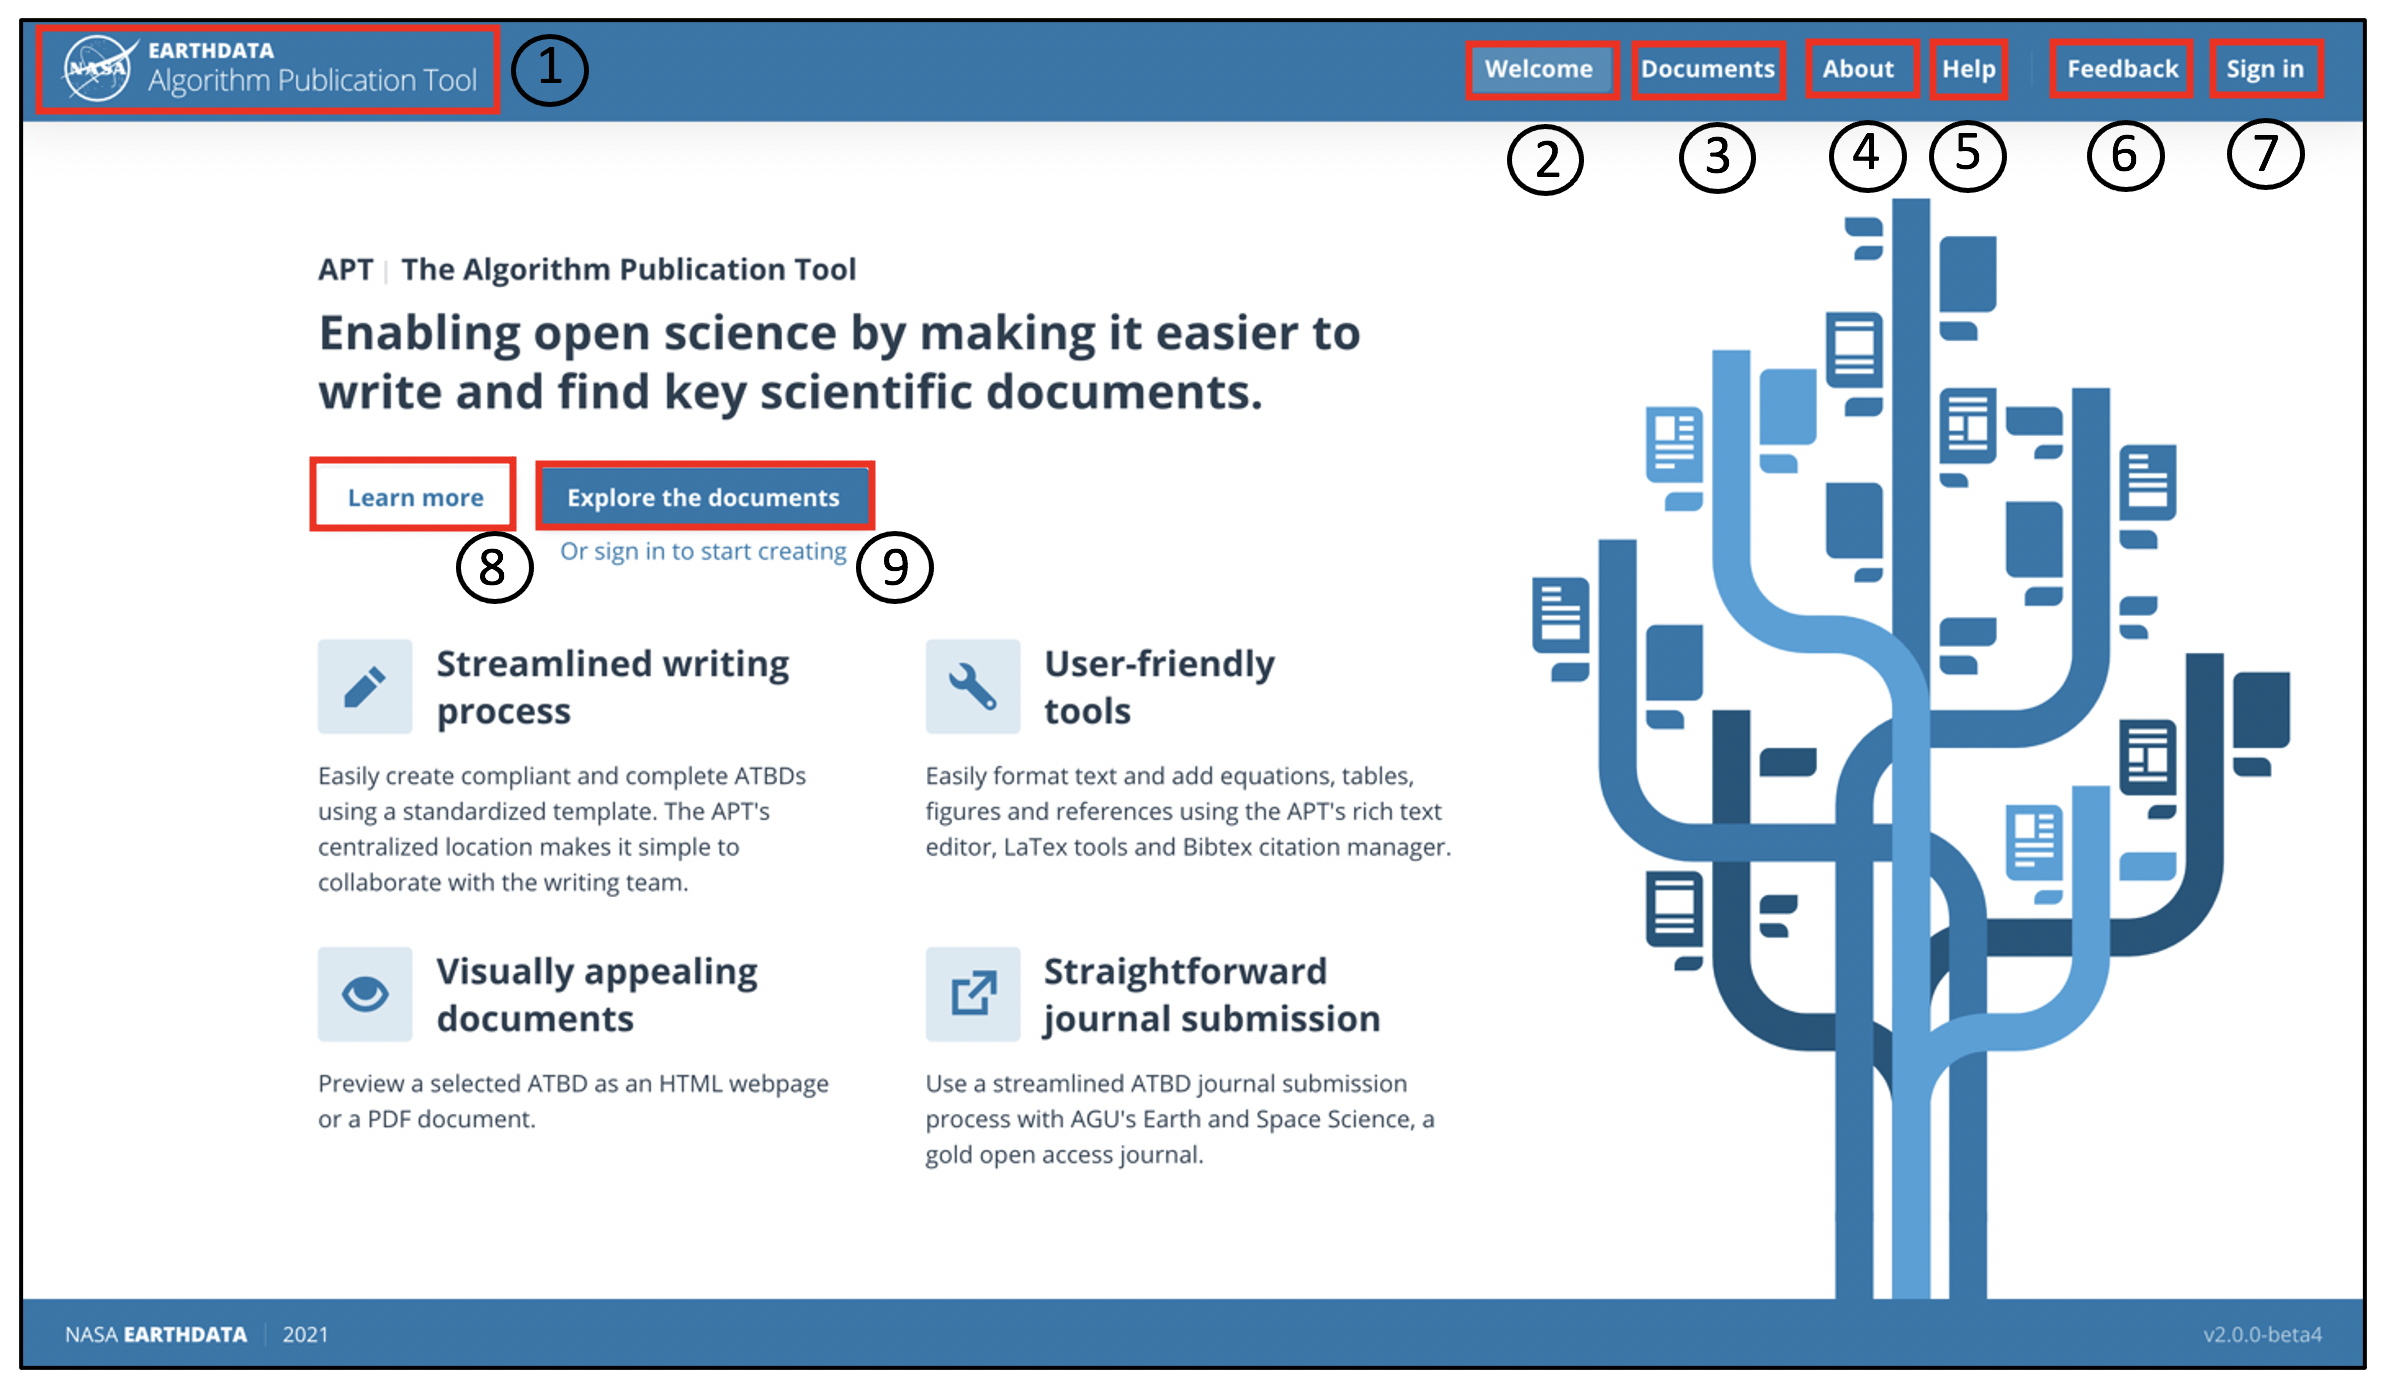 NASA
EARTHDATA
Algorithm Publication Tool
1
Welcome
Documents
About
Help
Feedback
Sign in
2
3
4
5
6
7
APT | The Algorithm Publication Tool
Enabling open science by making it easier to
write and find key scientific documents.
Learn more
Explore the documents
8
Or sign in to start creating
9
Streamlined writing
process
Easily create compliant and complete ATBDs
using a standardized template. The APT's
centralized location makes it simple to
collaborate with the writing team.
User-friendly
tools
Easily format text and add equations, tables,
figures and references using the APT's rich text
editor, LaTex tools and Bibtex citation manager.
Visually appealing
documents
Preview a selected ATBD as an HTML webpage
or a PDF document.
Straightforward
journal submission
Use a streamlined ATBD journal submission
process with AGU's Earth and Space Science, a
gold open access journal.
NASA EARTHDATA | 2021
v2.0.0-beta4